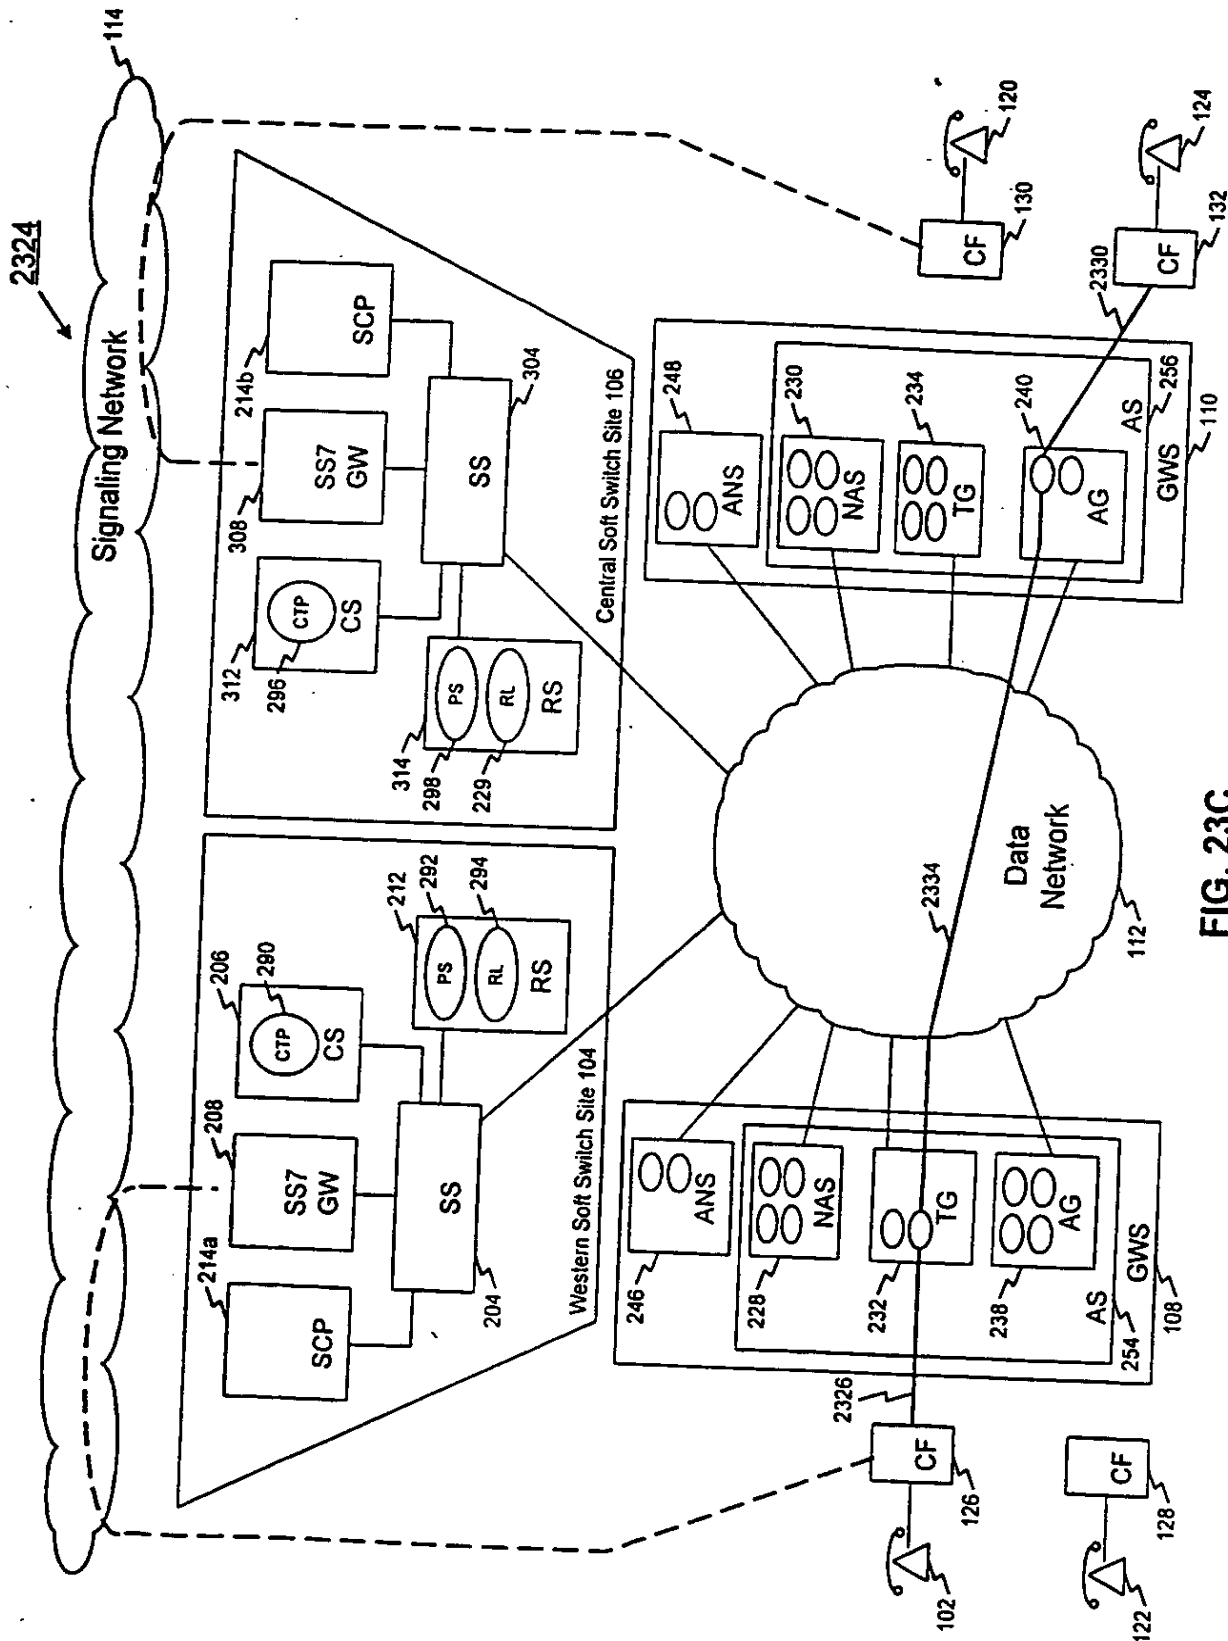 2324
114
Signaling Network
214a
SCP
208
SS7
GW
206
290
CTP
CS
212
292
PS
294
RL
RS
SS
204
Western Soft Switch Site 104
312
CTP
296
CS
308
SS7
GW
214b
SCP
314
PS
298
RL
229
RS
SS
304
Central Soft Switch Site 106
246
ANS
228
NAS
232
TG
238
AG
AS
254
GWS
108
248
ANS
230
NAS
234
TG
240
AG
AS
256
GWS
110
Data
Network
112
2334
2326
2330
102
CF
126
122
CF
128
CF
130
120
CF
132
124
FIG. 23C